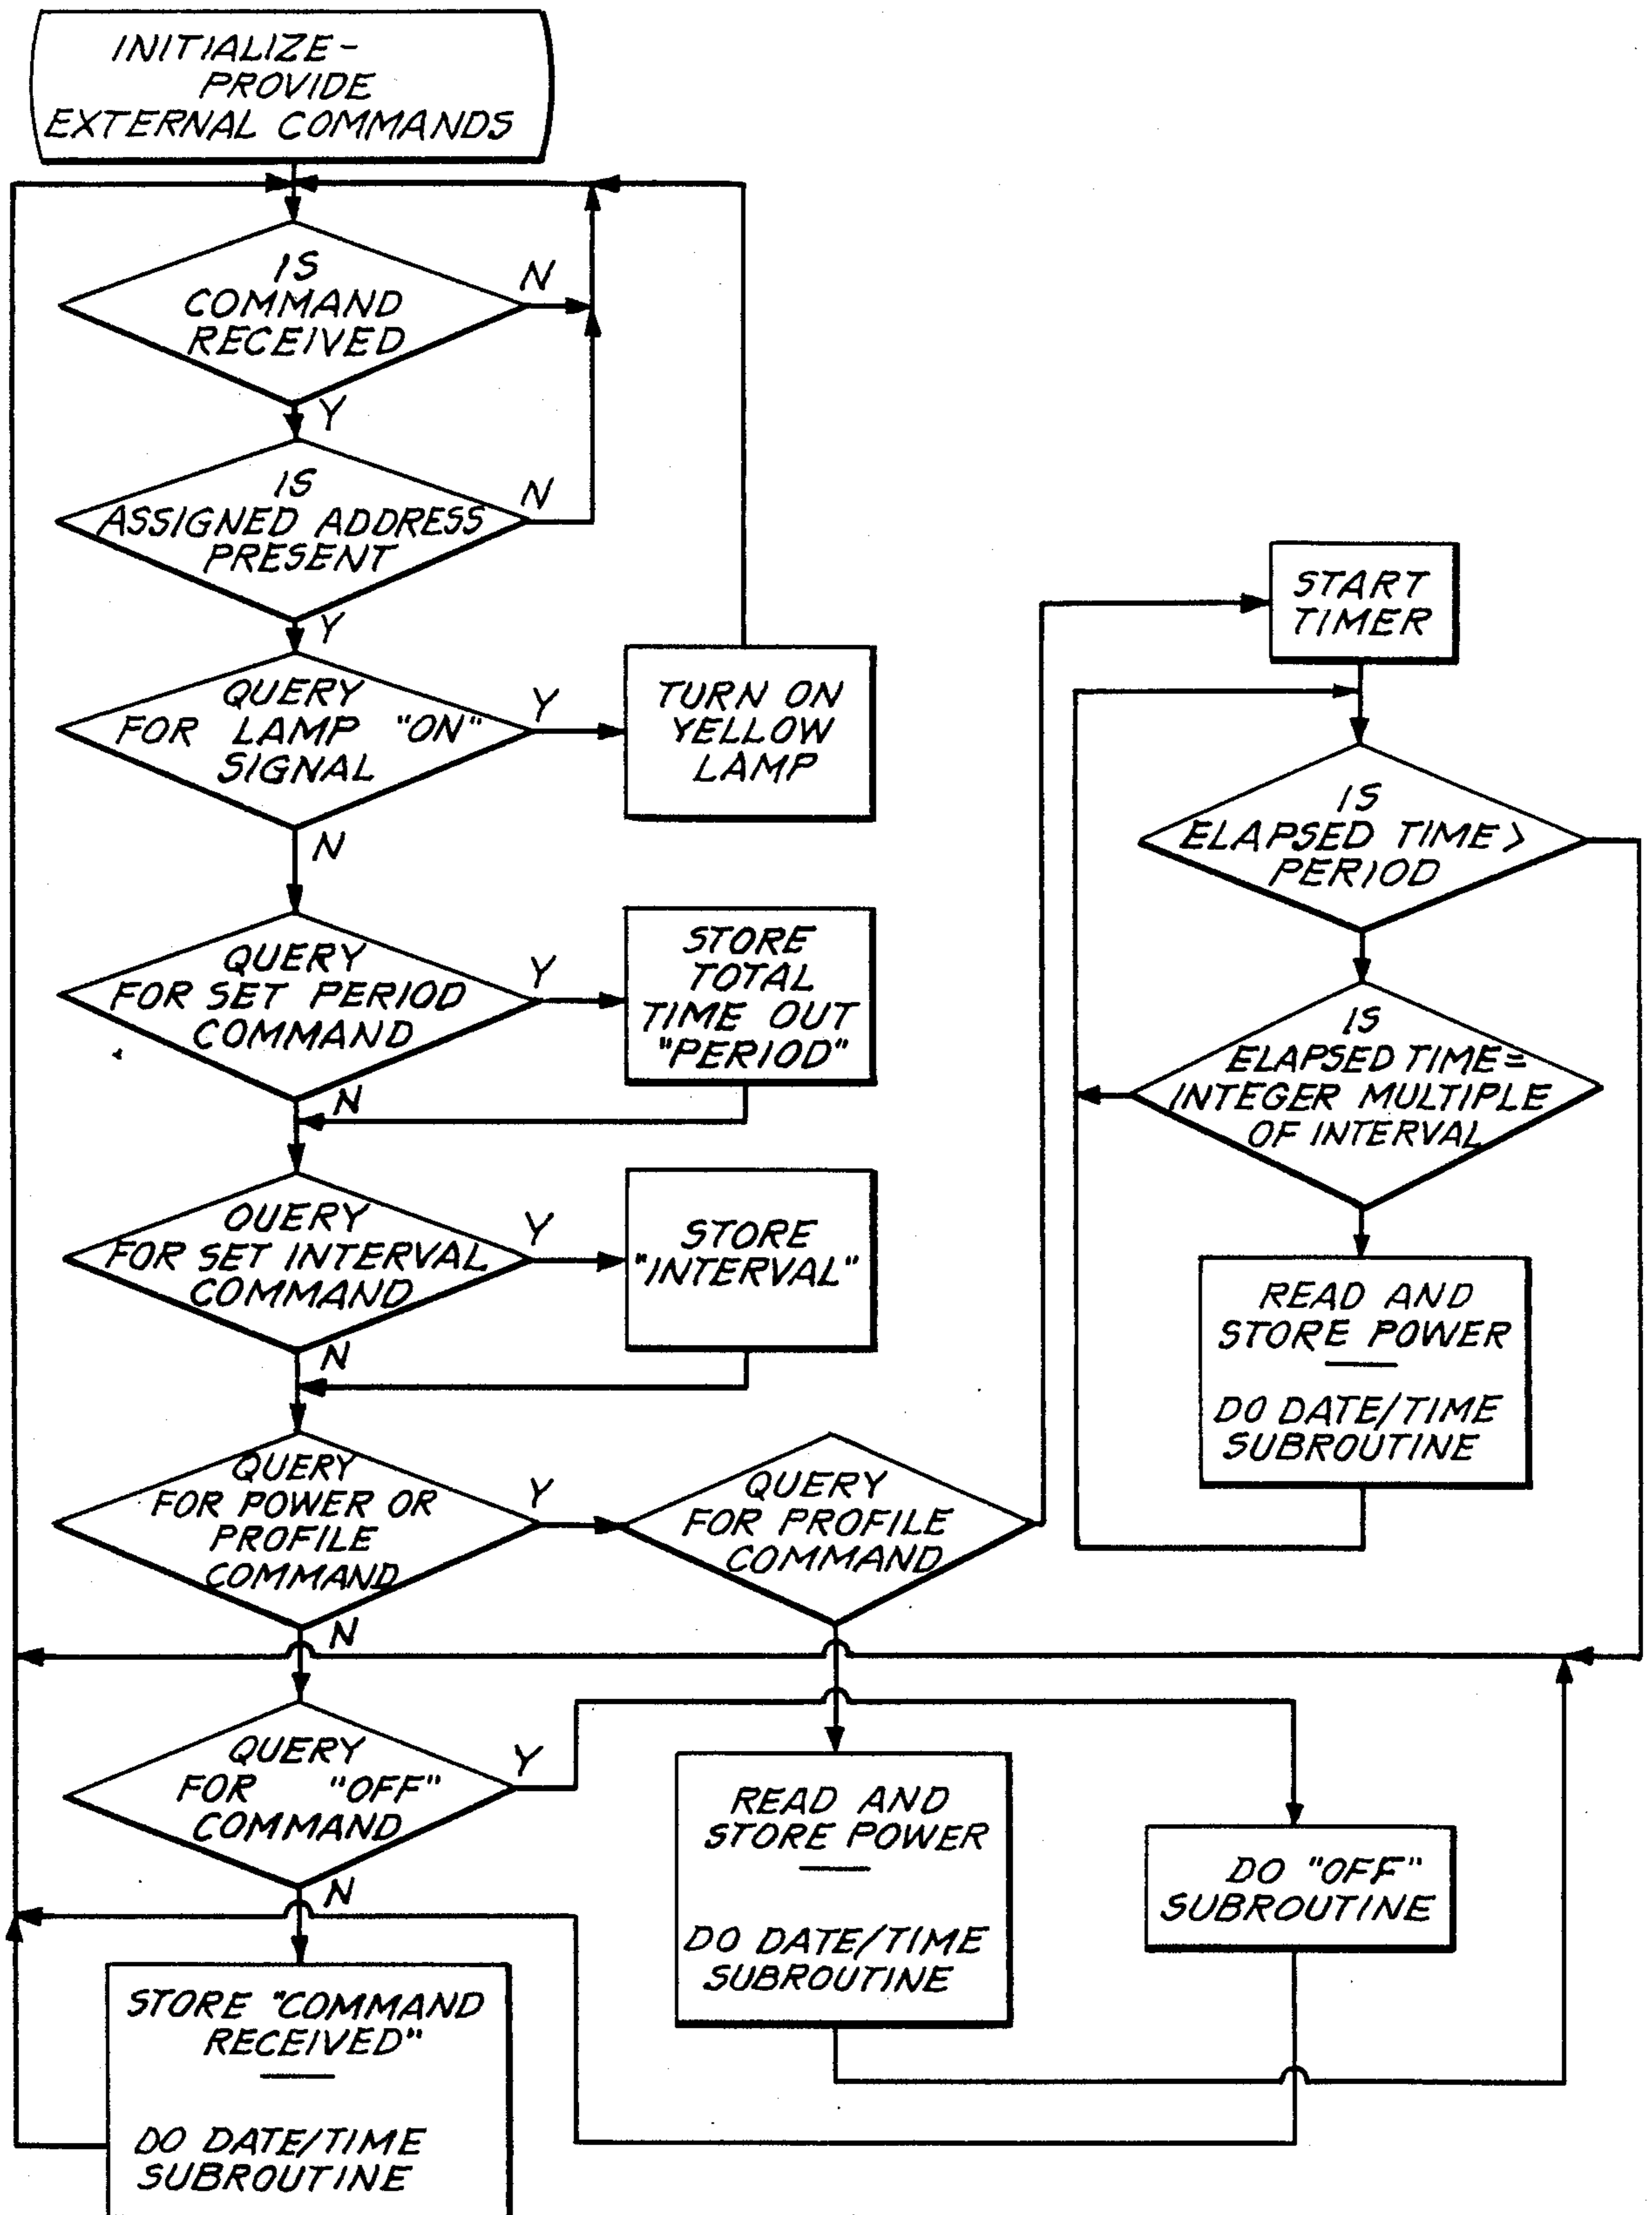 INITIALIZE-
PROVIDE
EXTERNAL COMMANDS
IS
COMMAND
RECEIVED
N
Y
IS
ASSIGNED ADDRESS
PRESENT
N
Y
QUERY
FOR LAMP "ON"
SIGNAL
Y
N
TURN ON
YELLOW
LAMP
QUERY
FOR SET PERIOD
COMMAND
Y
N
STORE
TOTAL
TIME OUT
"PERIOD"
OUERY
FOR SET INTERVAL
COMMAND
Y
N
STORE
"INTERVAL"
QUERY
FOR POWER OR
PROFILE
COMMAND
Y
N
QUERY
FOR PROFILE
COMMAND
START
TIMER
IS
ELAPSED TIME >
PERIOD
IS
ELAPSED TIME =
INTEGER MULTIPLE
OF INTERVAL
READ AND
STORE POWER
DO DATE/TIME
SUBROUTINE
QUERY
FOR "OFF"
COMMAND
Y
N
READ AND
STORE POWER
DO DATE/TIME
SUBROUTINE
DO "OFF"
SUBROUTINE
STORE "COMMAND
RECEIVED"
DO DATE/TIME
SUBROUTINE